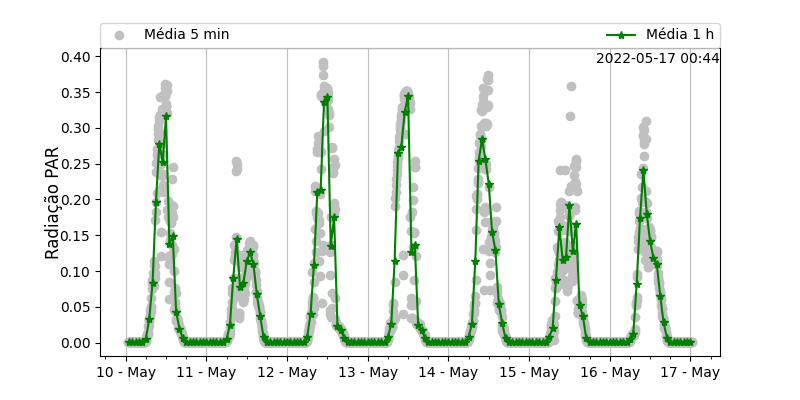 Média 5 min
Média 1 h
2022-05-17 00:44
Radiação PAR
0.40
0.35
0.30
0.25
0.20
0.15
0.10
0.05
0.00
10 - May 11 - May 12 - May 13 - May 14 - May 15 - May 16 - May 17 - May